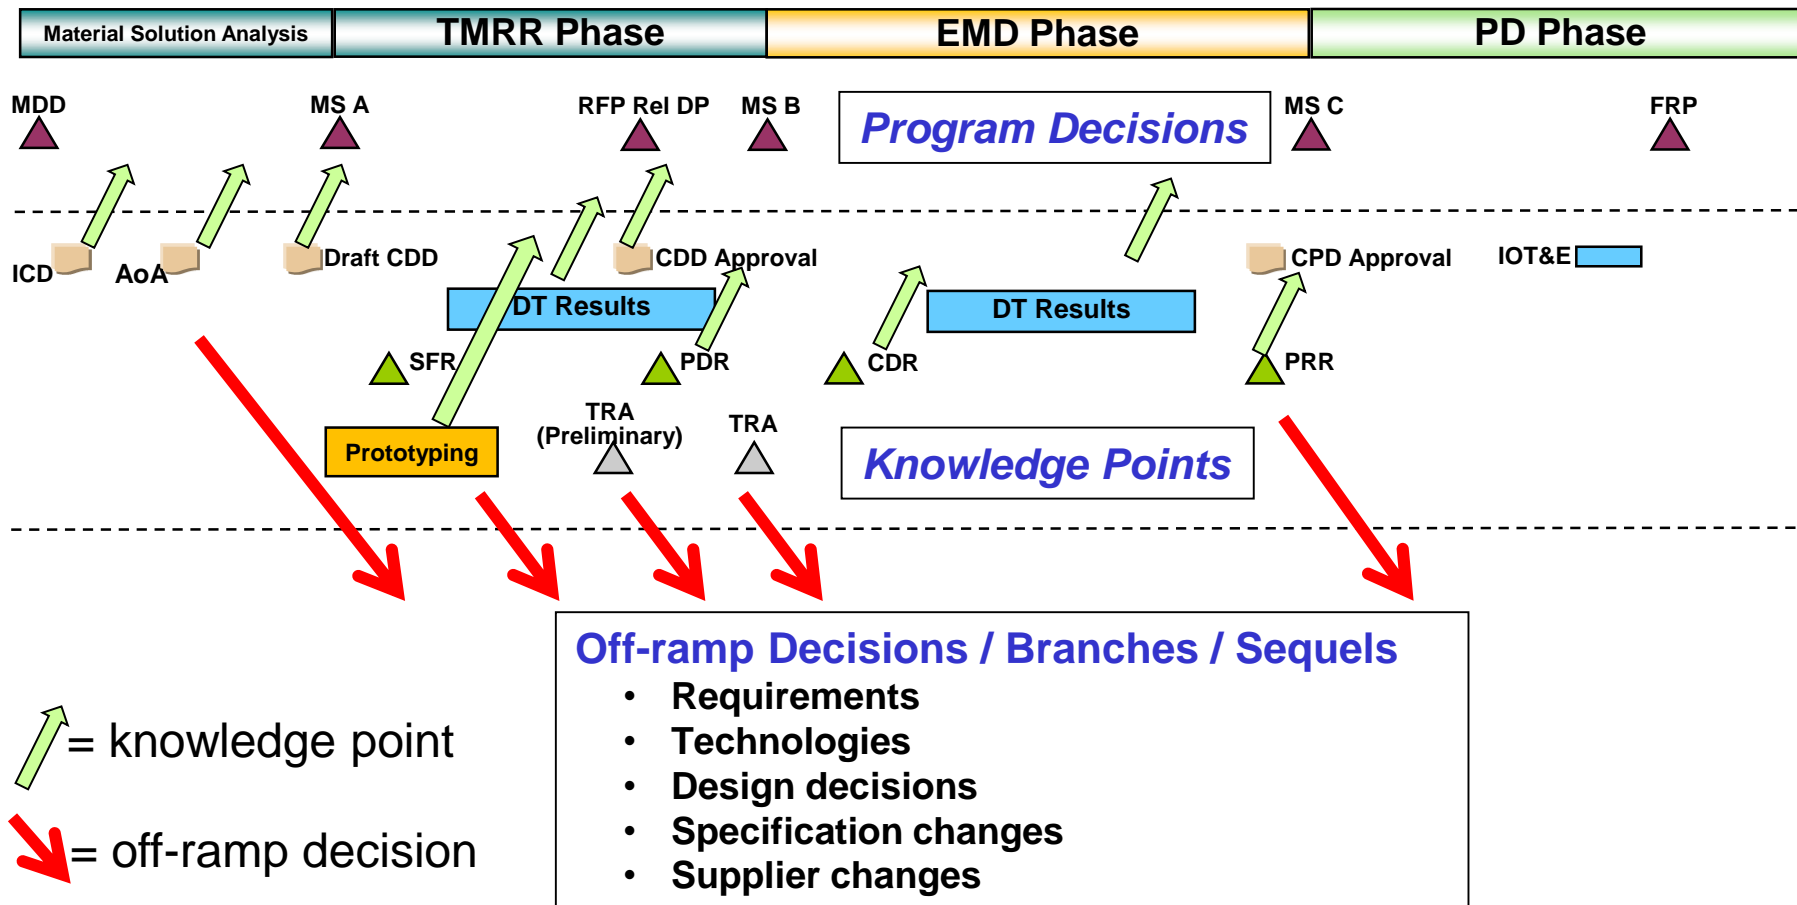 Material Solution Analysis
TMRR Phase
EMD Phase
PD Phase
MDD
MS A
RFP Rel DP
MS B
Program Decisions
MS C
FRP
ICD
AoA
Draft CDD
CDD Approval
CPD Approval
IOT&E
DT Results
DT Results
SFR
PDR
CDR
PRR
TRA
(Preliminary)
TRA
Prototyping
Knowledge Points
Off-ramp Decisions / Branches / Sequels
• Requirements
• Technologies
• Design decisions
• Specification changes
• Supplier changes
= knowledge point
= off-ramp decision